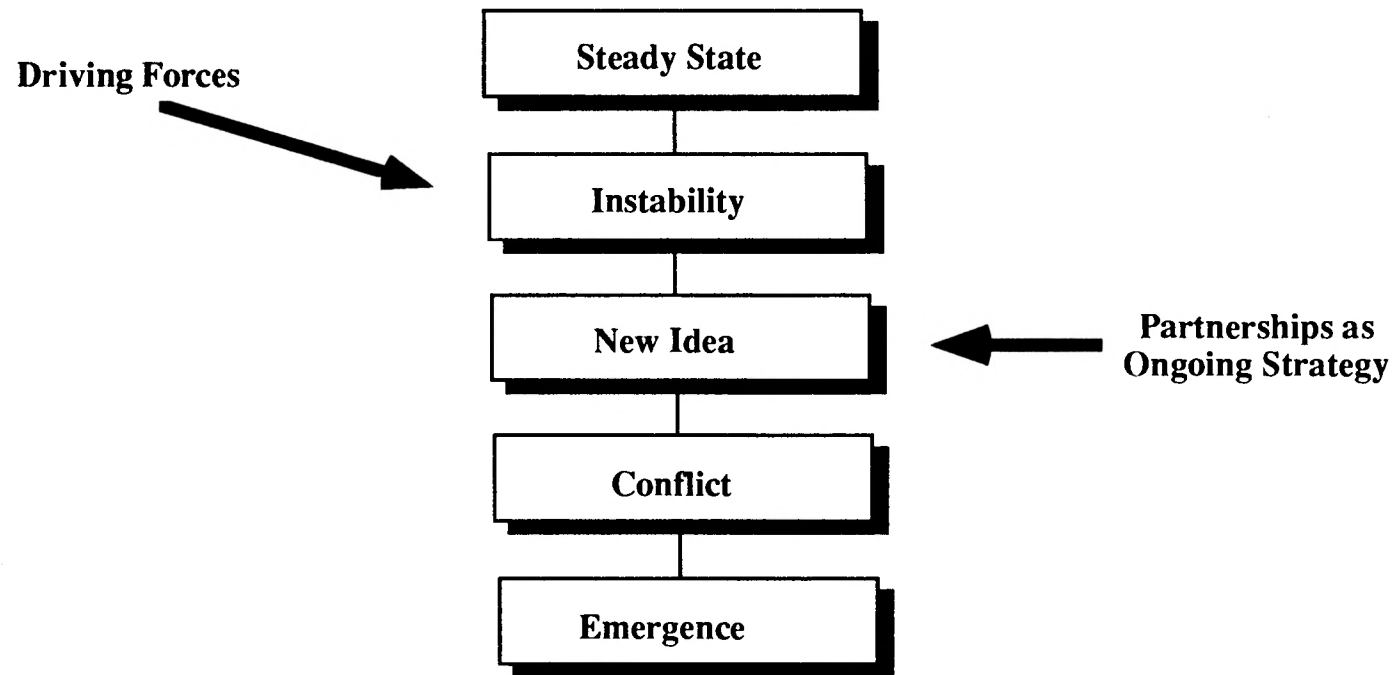 Steady State
Driving Forces
Instability
New Idea
Partnerships as
Ongoing Strategy
Conflict
Emergence